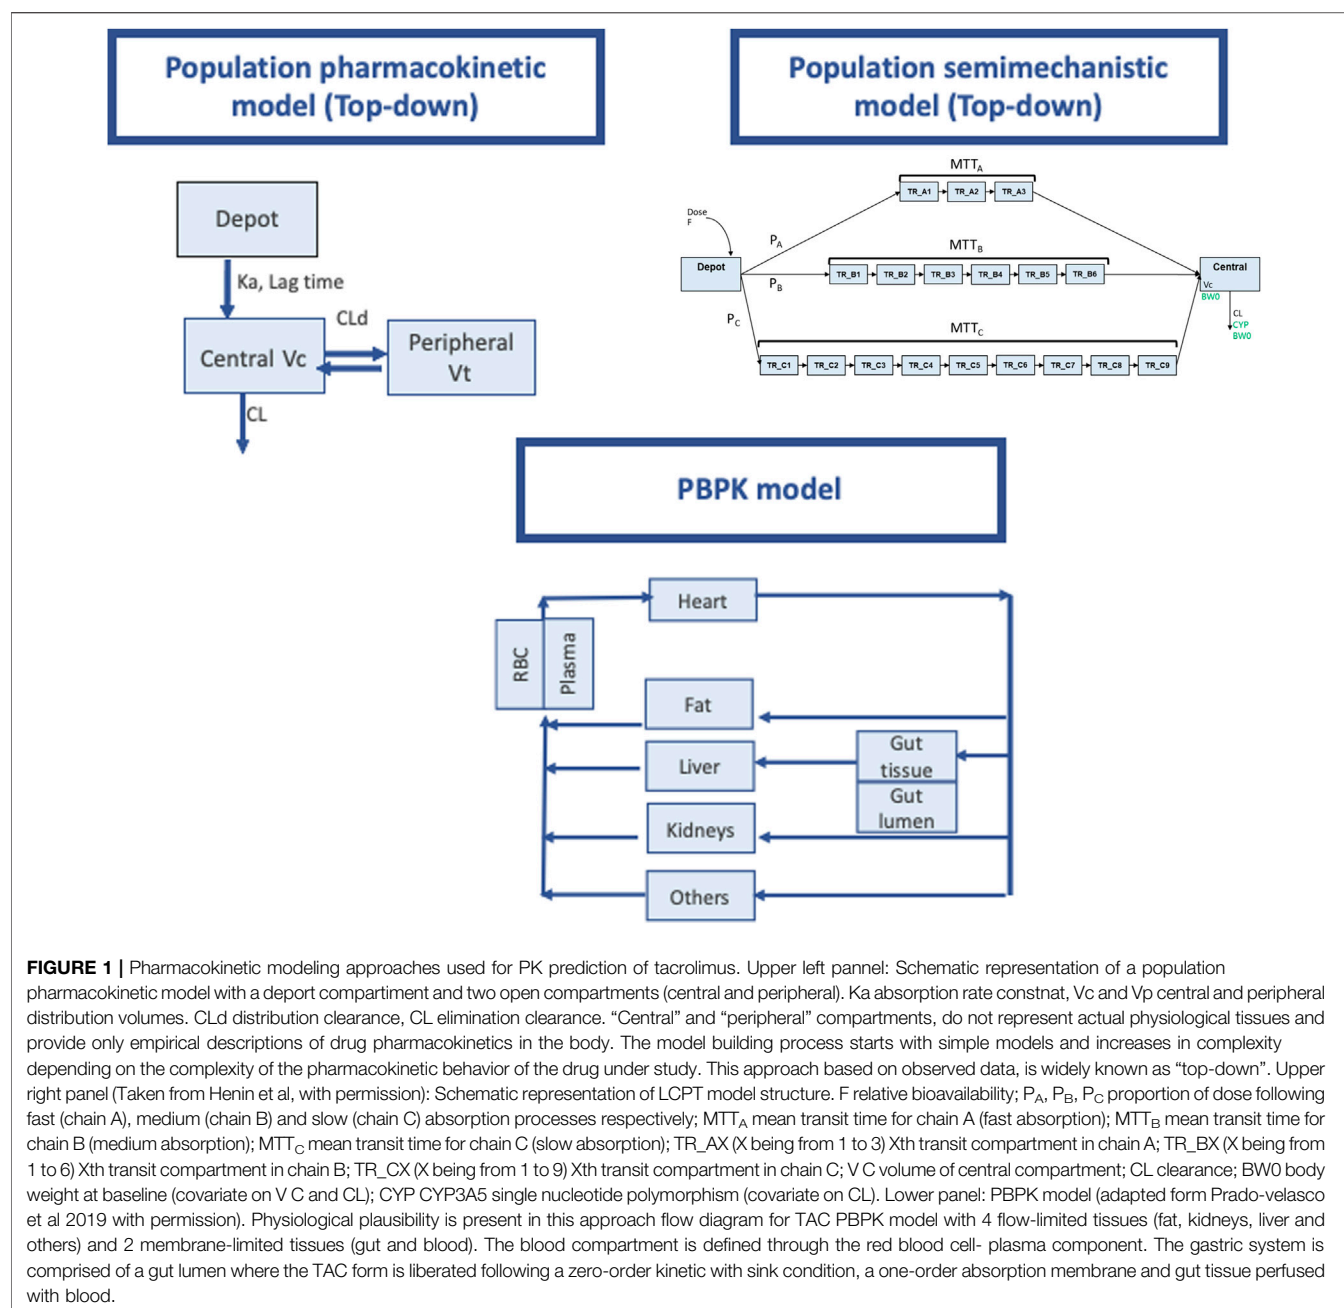 Population pharmacokinetic
model (Top-down)
Depot
Ka, Lag time
CLd
Central Vc
Peripheral
Vt
CL
Population semimechanistic
model (Top-down)
MTT_A
TR_A1 TR_A2 TR_A3
Dose
F
P_A
MTT_B
Depot
TR_B1 TR_B2 TR_B3 TR_B4 TR_B5 TR_B6
Central
P_B
Vc
BW0
P_C
MTT_C
CL
CYP
BW0
TR_C1 TR_C2 TR_C3 TR_C4 TR_C5 TR_C6 TR_C7 TR_C8 TR_C9
PBPK model
Heart
RBC
Plasma
Fat
Gut
tissue
Liver
Gut
lumen
Kidneys
Others
FIGURE 1 | Pharmacokinetic modeling approaches used for PK prediction of tacrolimus. Upper left pannel: Schematic representation of a population
pharmacokinetic model with a deport compartiment and two open compartments (central and peripheral). Ka absorption rate constnat, Vc and Vp central and peripheral
distribution volumes. CLd distribution clearance, CL elimination clearance. “Central” and “peripheral” compartments, do not represent actual physiological tissues and
provide only empirical descriptions of drug pharmacokinetics in the body. The model building process starts with simple models and increases in complexity
depending on the complexity of the pharmacokinetic behavior of the drug under study. This approach based on observed data, is widely known as “top-down”. Upper
right panel (Taken from Henin et al, with permission): Schematic representation of LCPT model structure. F relative bioavailability; P_A, P_B, P_C proportion of dose following
fast (chain A), medium (chain B) and slow (chain C) absorption processes respectively; MTT_A mean transit time for chain A (fast absorption); MTT_B mean transit time for
chain B (medium absorption); MTT_C mean transit time for chain C (slow absorption); TR_AX (X being from 1 to 3) Xth transit compartment in chain A; TR_BX (X being from
1 to 6) Xth transit compartment in chain B; TR_CX (X being from 1 to 9) Xth transit compartment in chain C; V C volume of central compartment; CL clearance; BW0 body
weight at baseline (covariate on V C and CL); CYP CYP3A5 single nucleotide polymorphism (covariate on CL). Lower panel: PBPK model (adapted form Prado-velasco
et al 2019 with permission). Physiological plausibility is present in this approach flow diagram for TAC PBPK model with 4 flow-limited tissues (fat, kidneys, liver and
others) and 2 membrane-limited tissues (gut and blood). The blood compartment is defined through the red blood cell- plasma component. The gastric system is
comprised of a gut lumen where the TAC form is liberated following a zero-order kinetic with sink condition, a one-order absorption membrane and gut tissue perfused
with blood.